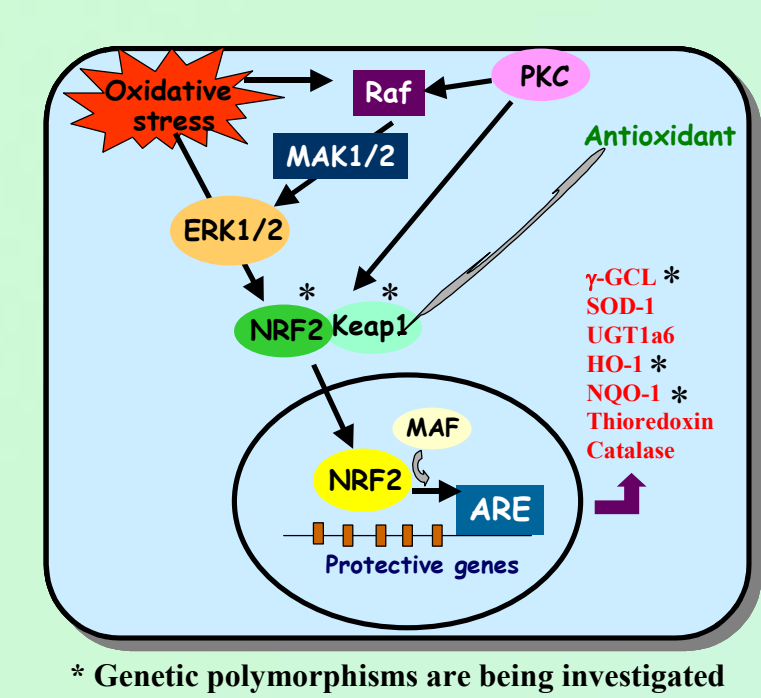 Oxidative
stress
Raf
PKC
MAK1/2
Antioxidant
ERK1/2
* *
NRF2 Keap1
γ-GCL *
SOD-1
UGT1a6
HO-1 *
NQO-1 *
Thioredoxin
Catalase
MAF
NRF2
ARE
Protective genes
* Genetic polymorphisms are being investigated